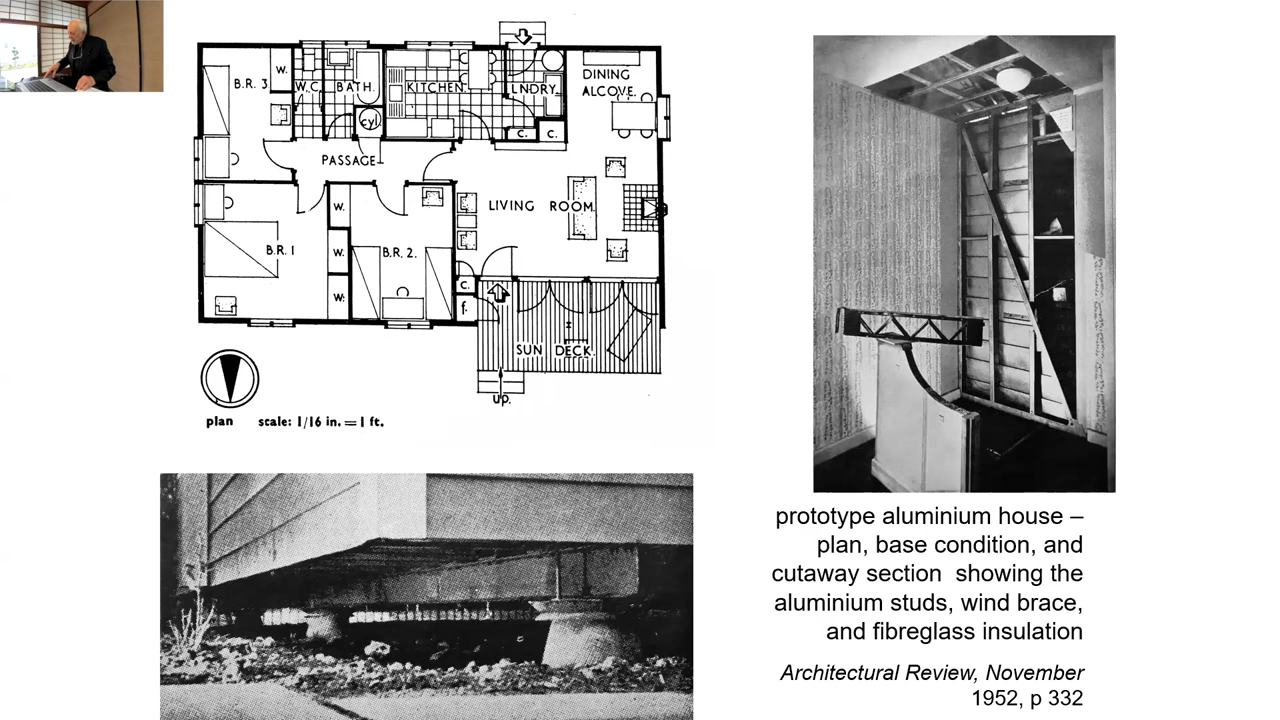 B.R. 3
W.
W.C.
BATH.
KITCHEN.
LNDRY.
DINING
ALCOVE.
cyl.
c.
c.
PASSAGE
W.
LIVING ROOM.
B.R. 1
W.
B.R. 2.
W.
c.
f.
SUN DECK.
up.
plan scale: 1/16 in. = 1 ft.
prototype aluminium house –
plan, base condition, and
cutaway section showing the
aluminium studs, wind brace,
and fibreglass insulation
Architectural Review, November
1952, p 332